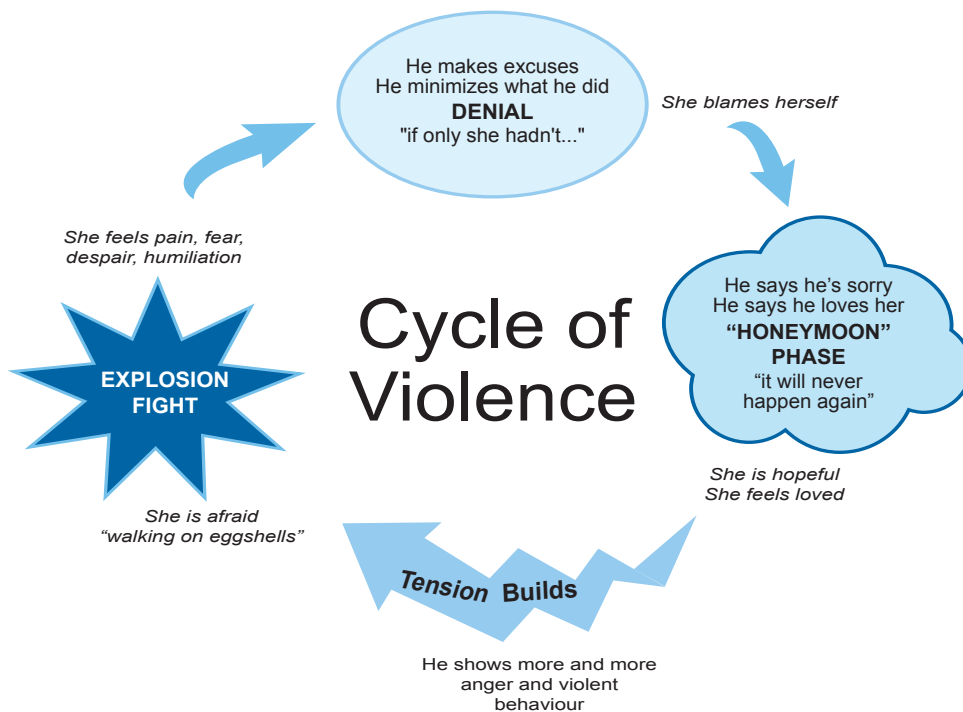 He makes excuses
He minimizes what he did
DENIAL
"if only she hadn't..."
She blames herself
He says he’s sorry
He says he loves her
“HONEYMOON”
PHASE
“it will never
happen again”
She is hopeful
She feels loved
Tension Builds
He shows more and more
anger and violent
behaviour
She is afraid
“walking on eggshells”
EXPLOSION
FIGHT
She feels pain, fear,
despair, humiliation
Cycle of
Violence